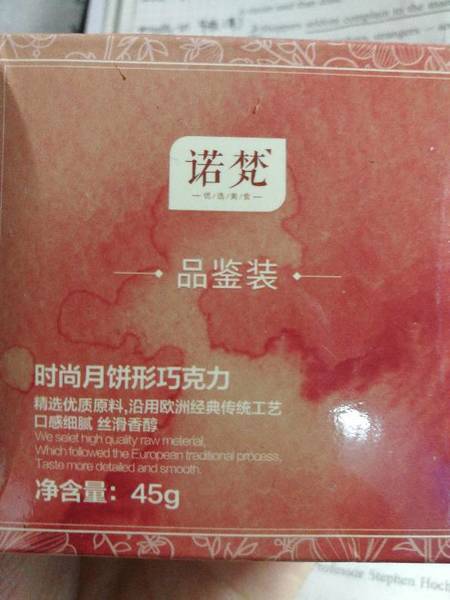 诺梵
优/选/美/食
品鉴装
时尚月饼形巧克力
精选优质原料,沿用欧洲经典传统工艺
口感细腻 丝滑香醇
We selet high quality raw meterial,
Which followed the European traditional process,
Taste more detailed and smooth.
净含量：45g
Professor Stephen Hoch